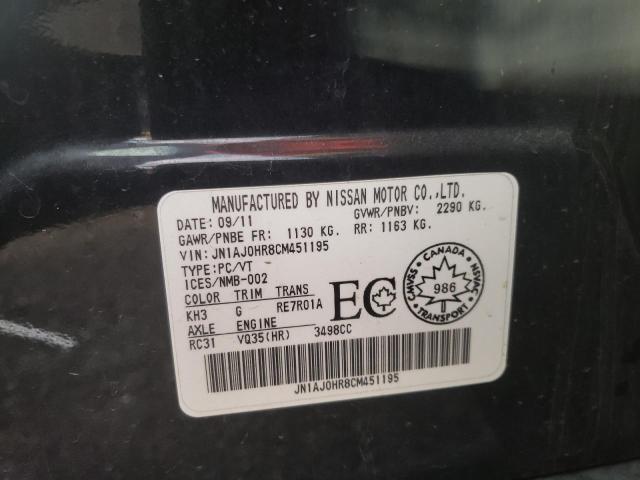 MANUFACTURED BY NISSAN MOTOR CO.,LTD.
DATE: 09/11 GVWR/PNBV: 2290 KG.
GAWR/PNBE FR: 1130 KG. RR: 1163 KG.
VIN: JN1AJ0HR8CM451195
TYPE: PC/VT
ICES/NMB-002
COLOR TRIM TRANS
KH3 G RE7R01A
AXLE ENGINE
RC31 VQ35(HR) 3498CC
EC
CANADA
CMVSS 986 NSVAC
TRANSPORT
JN1AJ0HR8CM451195